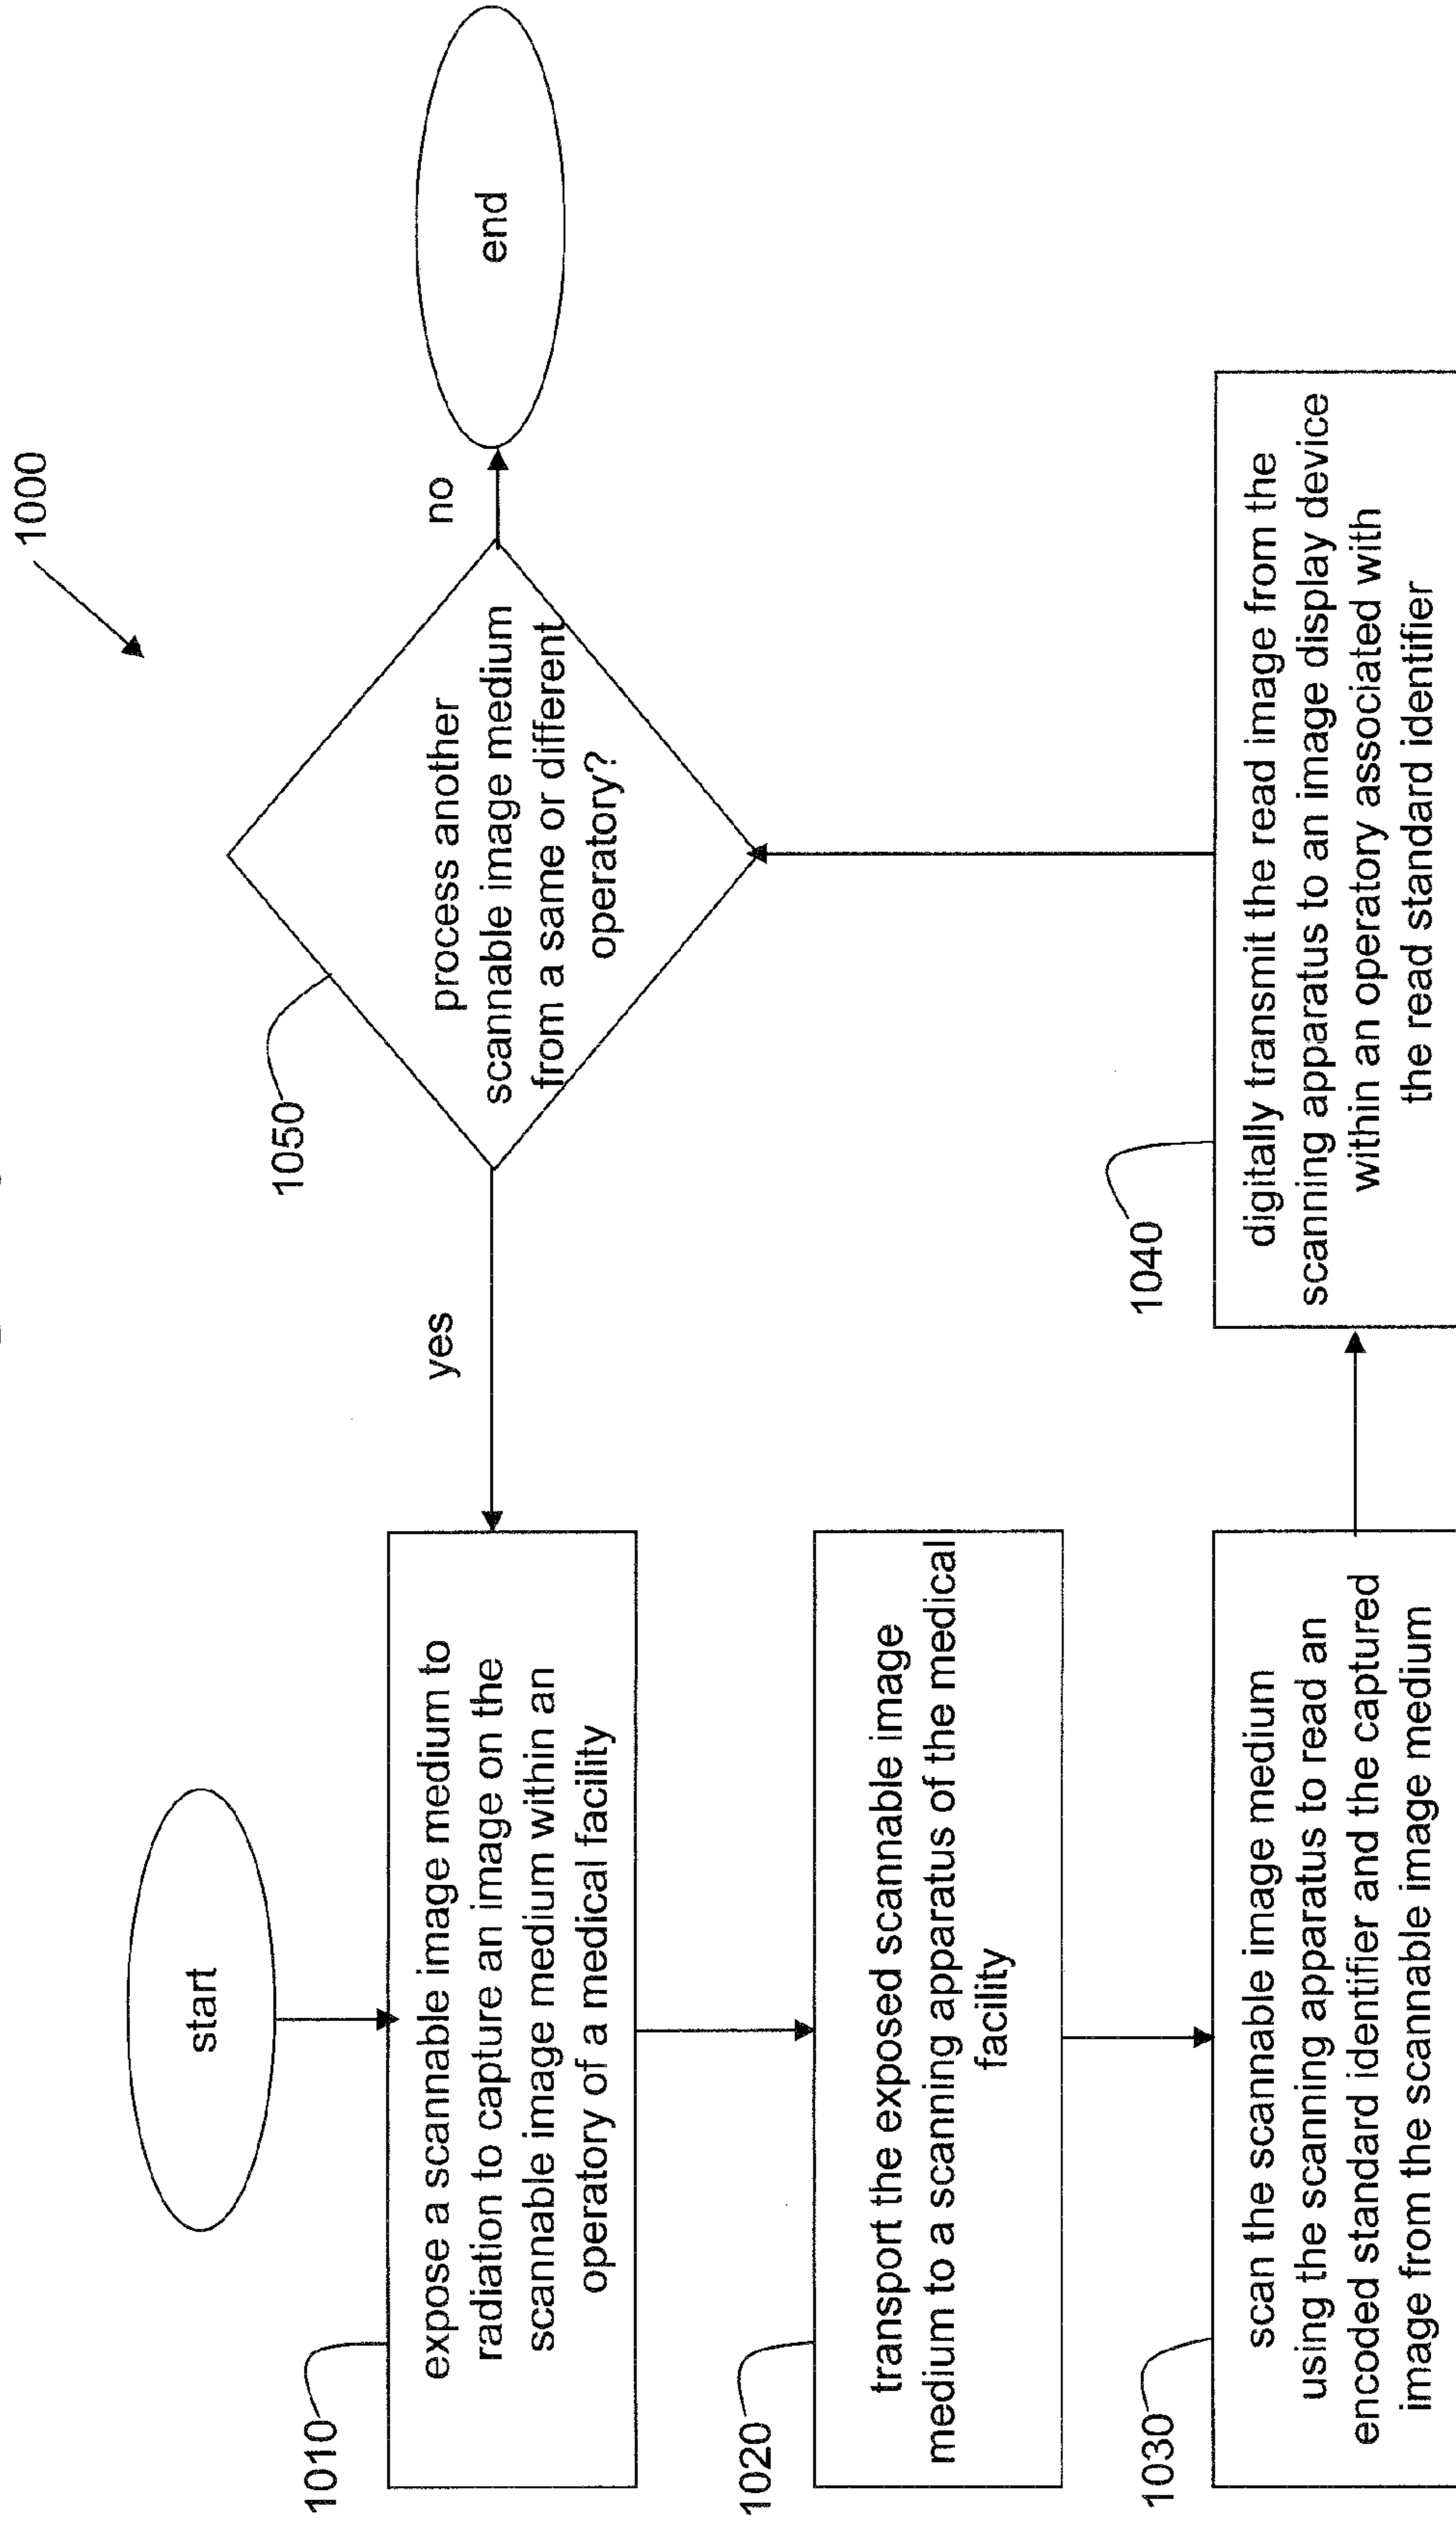 1000
start
1010
expose a scannable image medium to
radiation to capture an image on the
scannable image medium within an
operatory of a medical facility
1020
transport the exposed scannable image
medium to a scanning apparatus of the medical
facility
1030
scan the scannable image medium
using the scanning apparatus to read an
encoded standard identifier and the captured
image from the scannable image medium
1040
digitally transmit the read image from the
scanning apparatus to an image display device
within an operatory associated with
the read standard identifier
1050
process another
scannable image medium
from a same or different
operatory?
yes
no
end